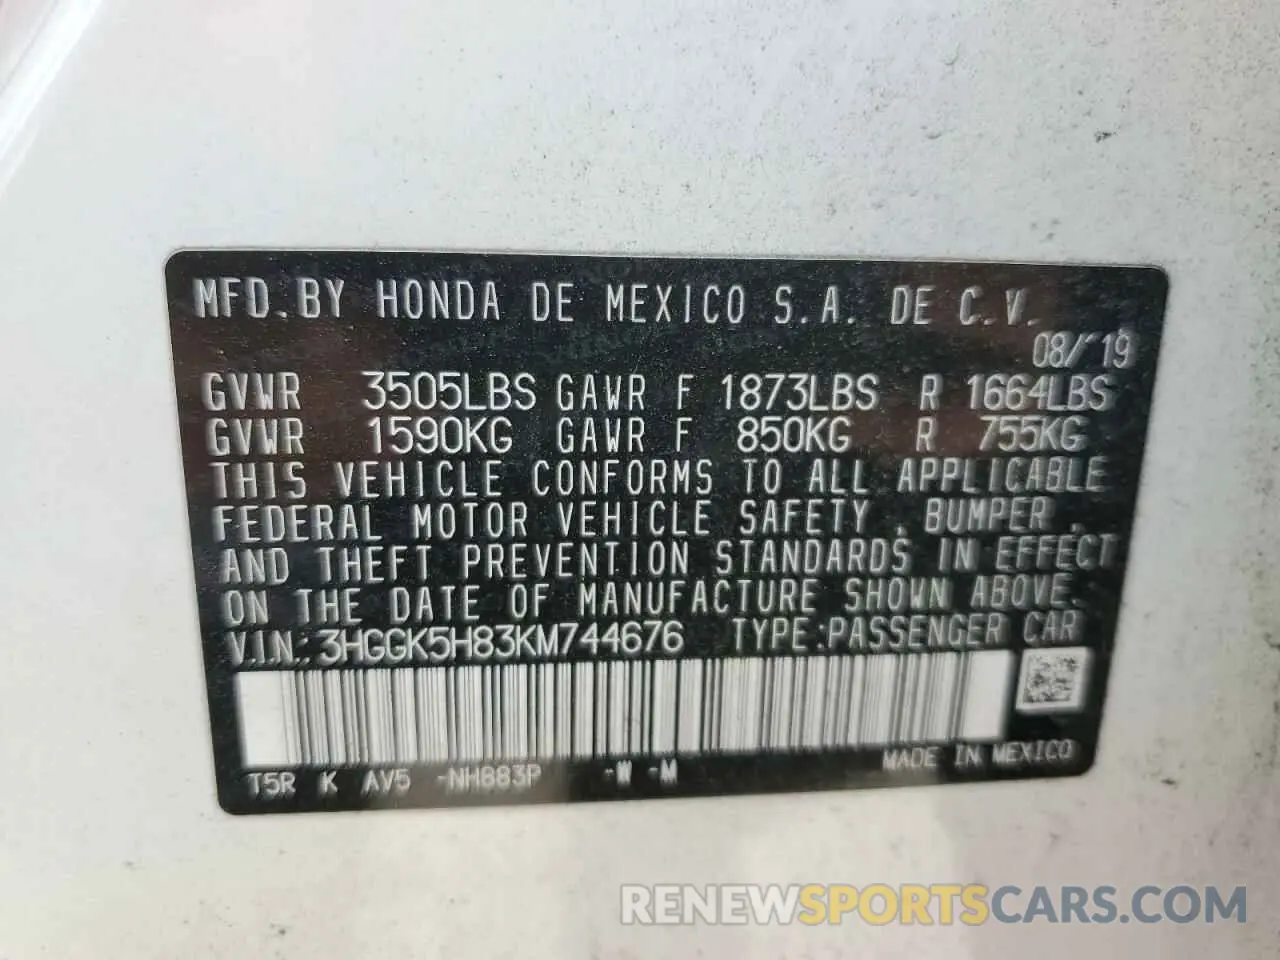 MFD. BY HONDA DE MEXICO S.A. DE C.V.
08/'19
GVWR 3505LBS GAWR F 1873LBS R 1664LBS
GVWR 1590KG GAWR F 850KG R 755KG
THIS VEHICLE CONFORMS TO ALL APPLICABLE
FEDERAL MOTOR VEHICLE SAFETY, BUMPER,
AND THEFT PREVENTION STANDARDS IN EFFECT
ON THE DATE OF MANUFACTURE SHOWN ABOVE.
V.I.N.: 3HGGK5H83KM744676 TYPE:PASSENGER CAR
MADE IN MEXICO
T5R K AV5 -NH883P -W -M
RENEWSPORTSCARS.COM